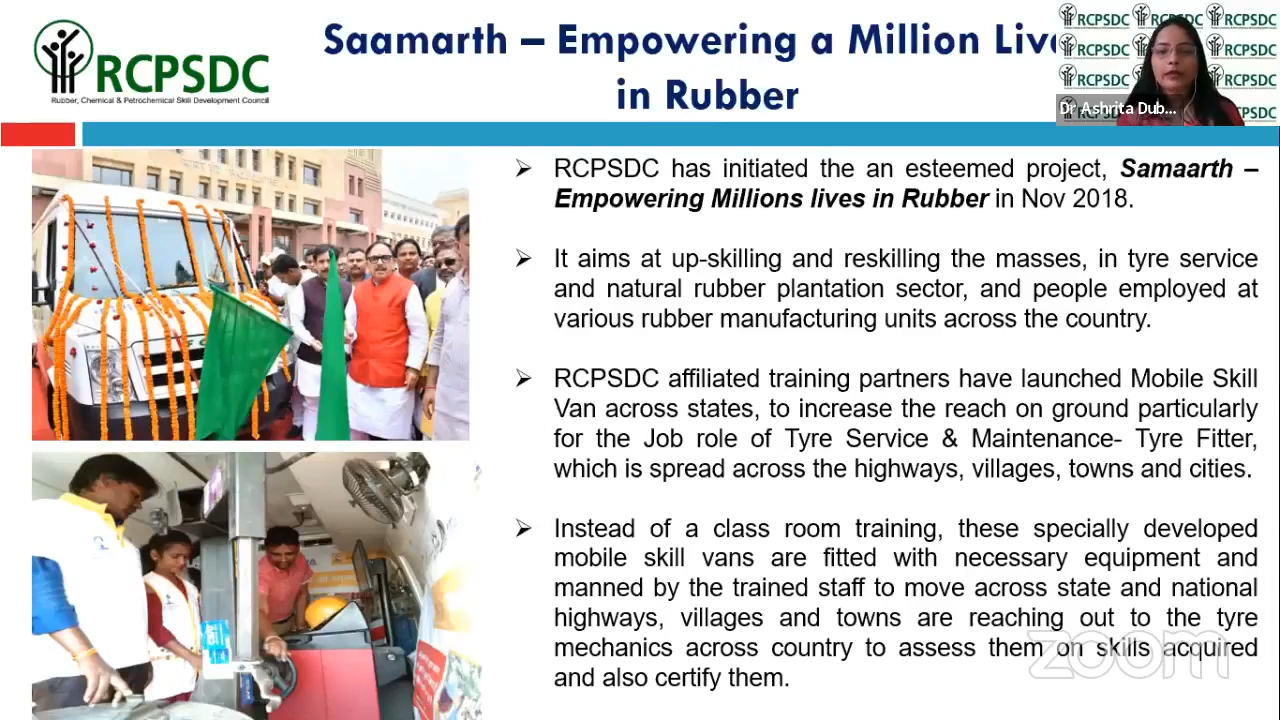 RCPSDC
Rubber, Chemical & Petrochemical Skill Development Council
Saamarth – Empowering a Million Live
in Rubber
RCPSDC RCPSDC RCPSDC
RCPSDC RCPSDC
RCPSDC RCPSDC
Dr Ashrita Dub...
➢ RCPSDC has initiated the an esteemed project, Samaarth –
Empowering Millions lives in Rubber in Nov 2018.
➢ It aims at up-skilling and reskilling the masses, in tyre service
and natural rubber plantation sector, and people employed at
various rubber manufacturing units across the country.
➢ RCPSDC affiliated training partners have launched Mobile Skill
Van across states, to increase the reach on ground particularly
for the Job role of Tyre Service & Maintenance- Tyre Fitter,
which is spread across the highways, villages, towns and cities.
➢ Instead of a class room training, these specially developed
mobile skill vans are fitted with necessary equipment and
manned by the trained staff to move across state and national
highways, villages and towns are reaching out to the tyre
mechanics across country to assess them on skills acquired
and also certify them.
zoom